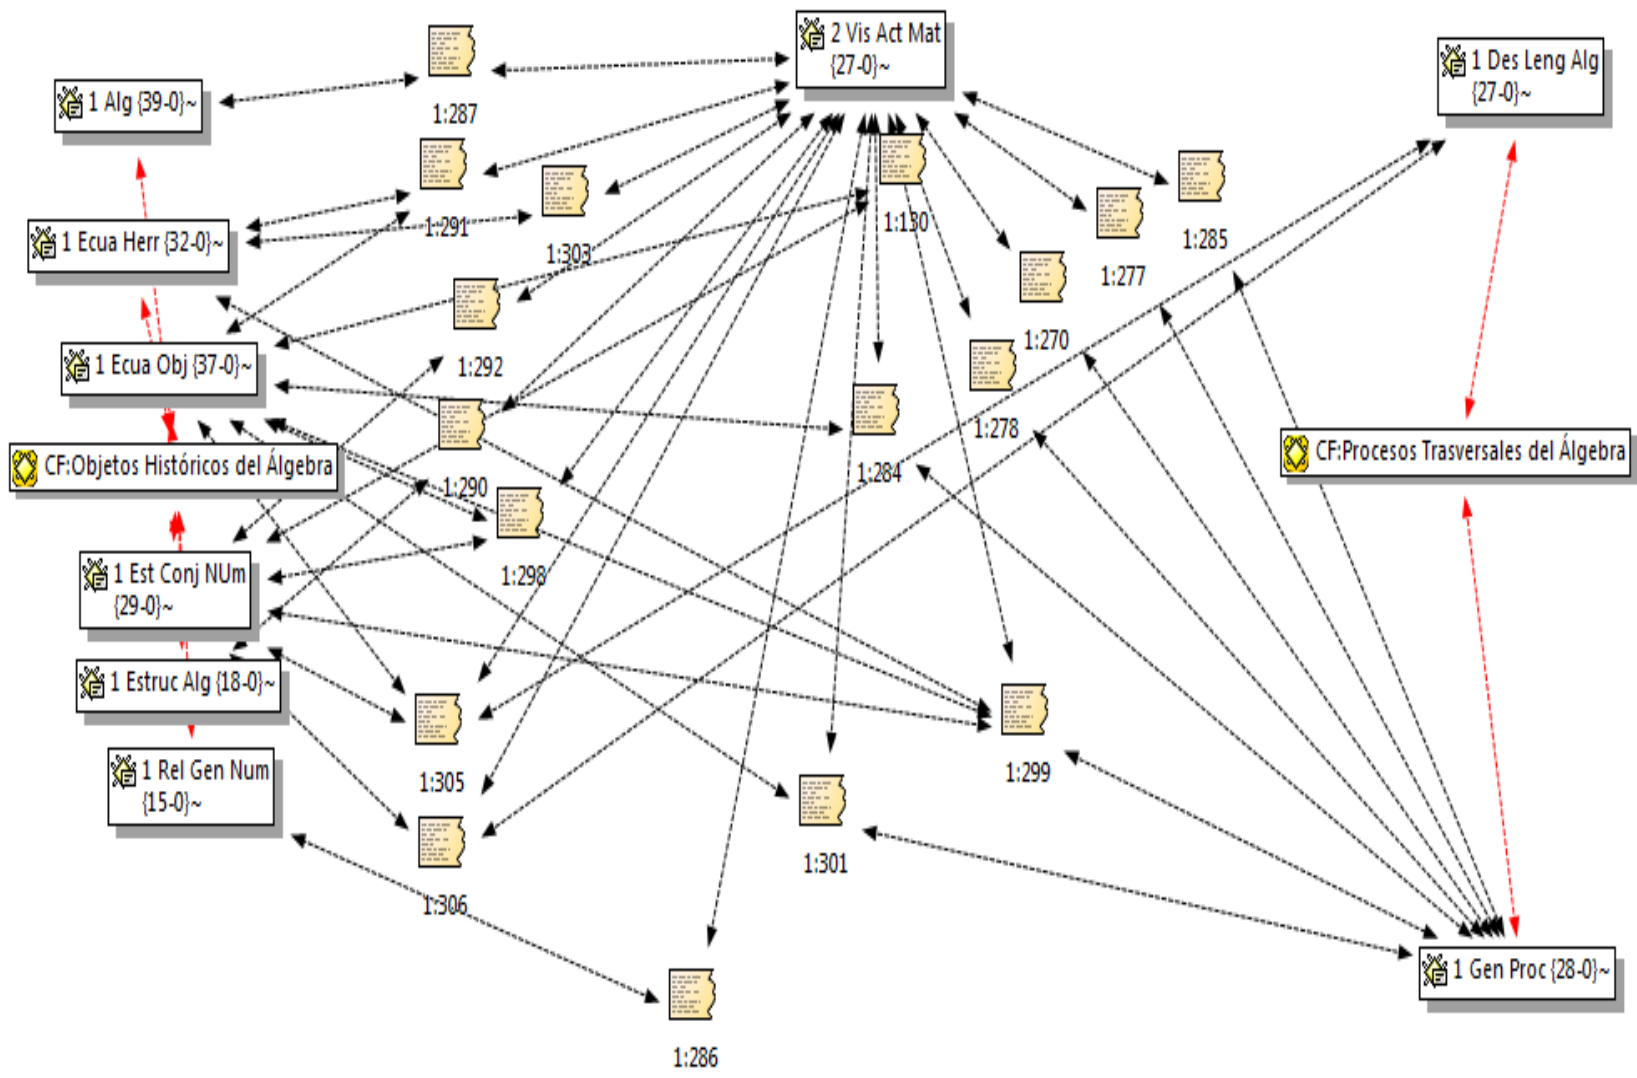 2 Vis Act Mat
{27-0}~
1 Des Leng Alg
{27-0}~
1 Alg {39-0}~
1:287
1:291
1:303
1:130
1:285
1:277
1 Ecua Herr {32-0}~
1:292
1:270
1 Ecua Obj {37-0}~
1:278
1:284
CF:Objetos Históricos del Álgebra
CF:Procesos Trasversales del Álgebra
1:290
1:298
1 Est Conj NUm
{29-0}~
1 Estruc Alg {18-0}~
1:305
1:299
1 Rel Gen Num
{15-0}~
1:301
1:306
1 Gen Proc {28-0}~
1:286